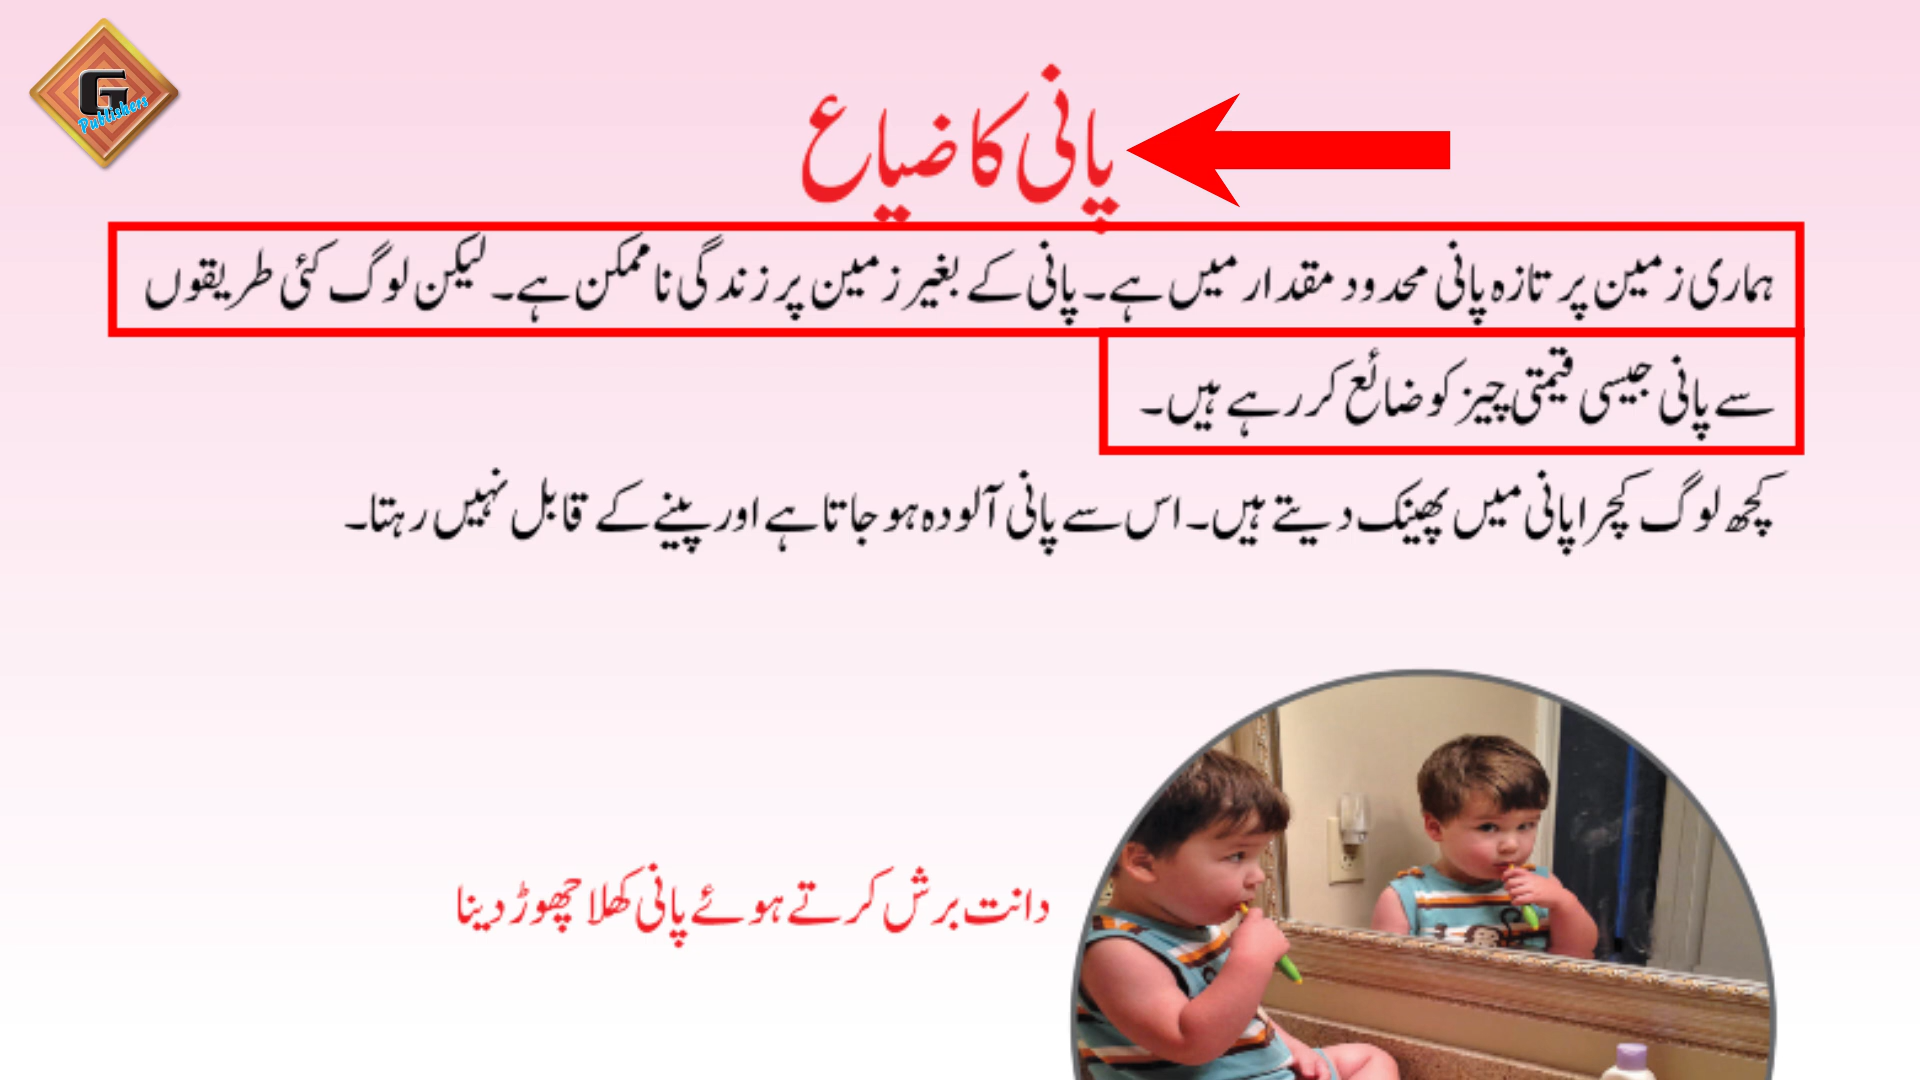 G
Publishers
پانی کا ضیاع
ہماری زمین پر تازہ پانی محدود مقدار میں ہے۔ پانی کے بغیر زمین پر زندگی ناممکن ہے۔ لیکن لوگ کئی طریقوں
سے پانی جیسی قیمتی چیز کو ضائع کر رہے ہیں۔
کچھ لوگ کچرا پانی میں پھینک دیتے ہیں۔ اس سے پانی آلودہ ہو جاتا ہے اور پینے کے قابل نہیں رہتا۔
دانت برش کرتے ہوئے پانی کھلا چھوڑ دینا